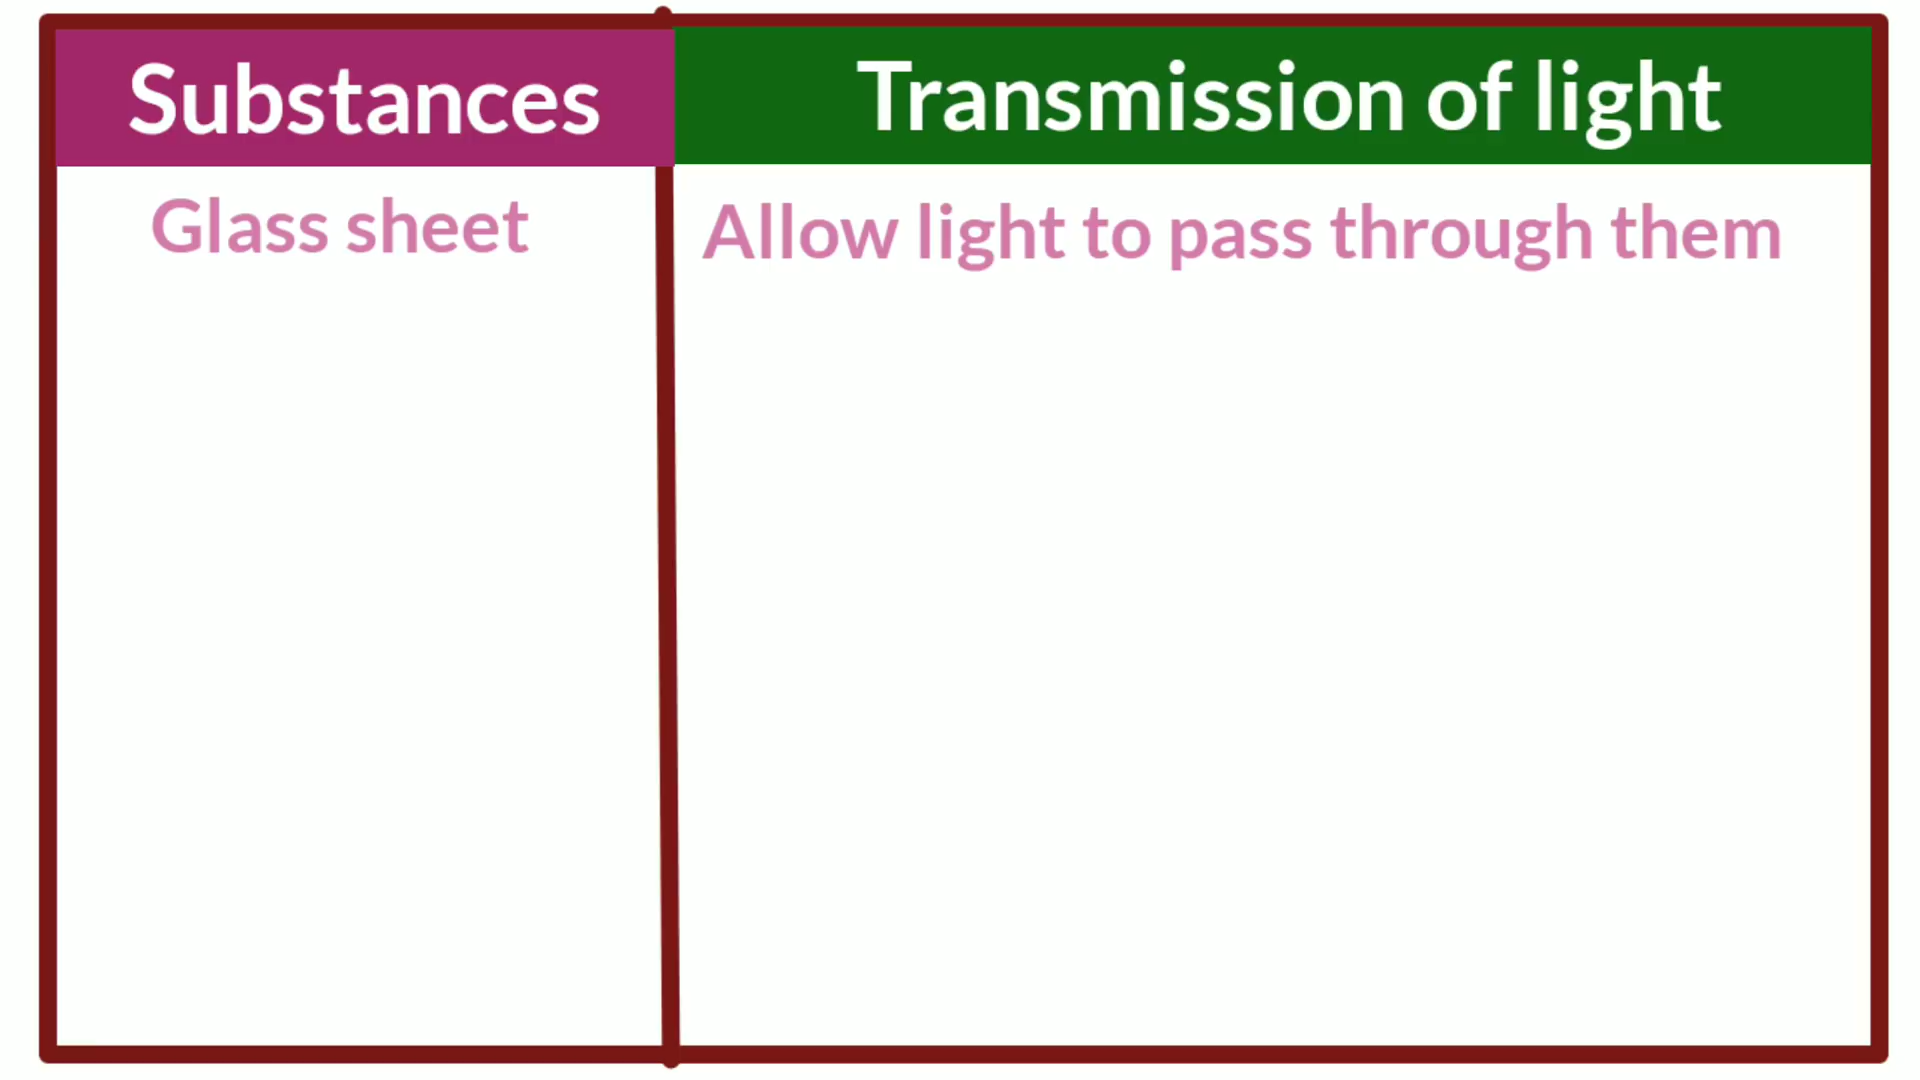 Substances
Transmission of light
Glass sheet
Allow light to pass through them